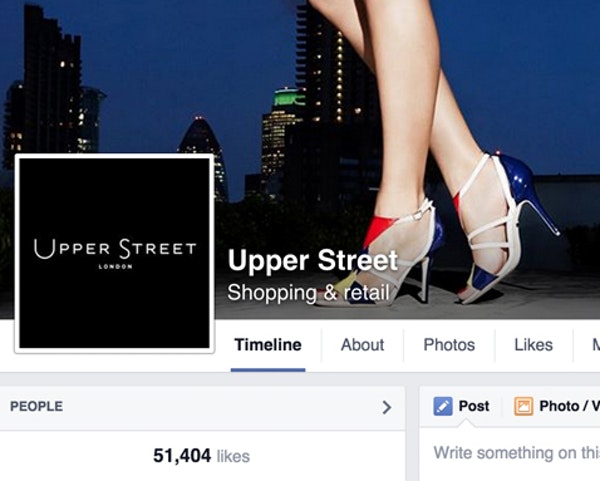 UPPER STREET
LONDON
Upper Street
Shopping & retail
Timeline
About
Photos
Likes
PEOPLE
51,404 likes
Post
Photo / V
Write something on thi